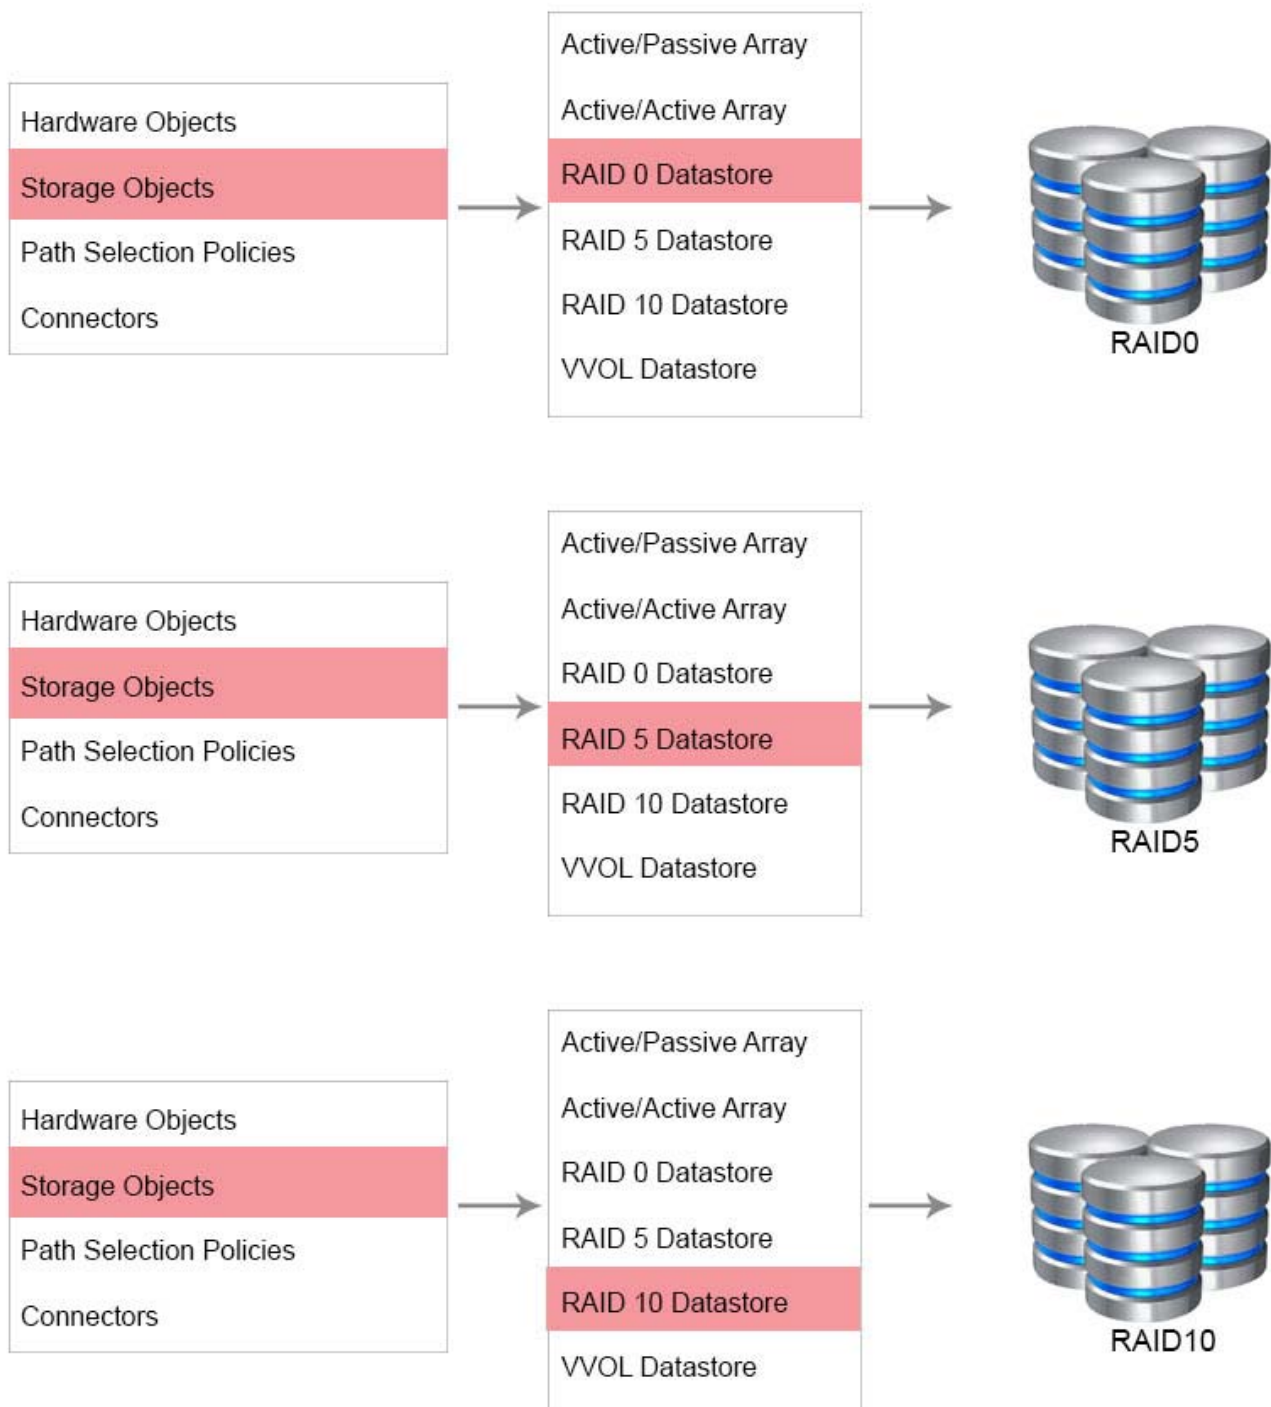 Hardware Objects
Storage Objects
Path Selection Policies
Connectors
Active/Passive Array
Active/Active Array
RAID 0 Datastore
RAID 5 Datastore
RAID 10 Datastore
VVOL Datastore
RAID0
Hardware Objects
Storage Objects
Path Selection Policies
Connectors
Active/Passive Array
Active/Active Array
RAID 0 Datastore
RAID 5 Datastore
RAID 10 Datastore
VVOL Datastore
RAID5
Hardware Objects
Storage Objects
Path Selection Policies
Connectors
Active/Passive Array
Active/Active Array
RAID 0 Datastore
RAID 5 Datastore
RAID 10 Datastore
VVOL Datastore
RAID10